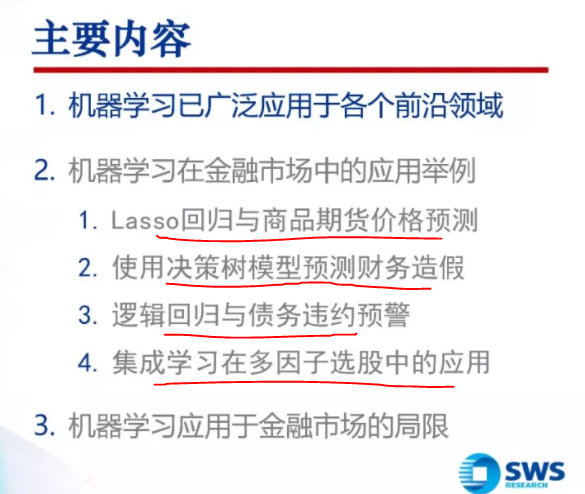 主要内容
1. 机器学习已广泛应用于各个前沿领域
2. 机器学习在金融市场中的应用举例
1. Lasso回归与商品期货价格预测
2. 使用决策树模型预测财务造假
3. 逻辑回归与债务违约预警
4. 集成学习在多因子选股中的应用
3. 机器学习应用于金融市场的局限
SWS
RESEARCH